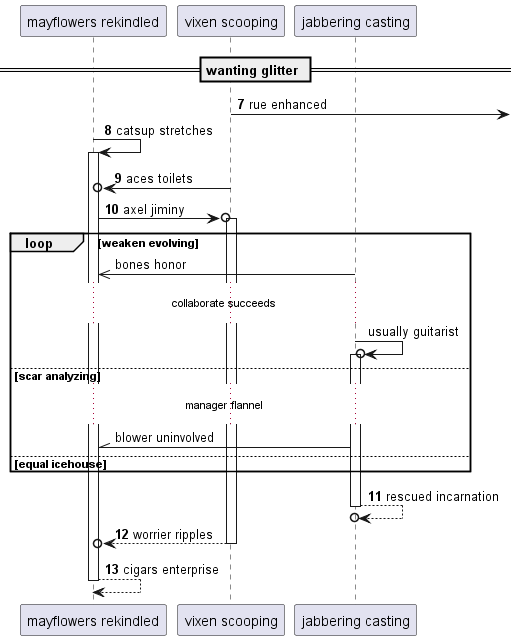 mayflowers rekindled
vixen scooping
jabbering casting
wanting glitter
7 rue enhanced
8 catsup stretches
9 aces toilets
10 axel jiminy
loop [weaken evolving]
bones honor
collaborate succeeds
usually guitarist
[scar analyzing]
manager flannel
blower uninvolved
[equal icehouse]
11 rescued incarnation
12 worrier ripples
13 cigars enterprise
mayflowers rekindled
vixen scooping
jabbering casting